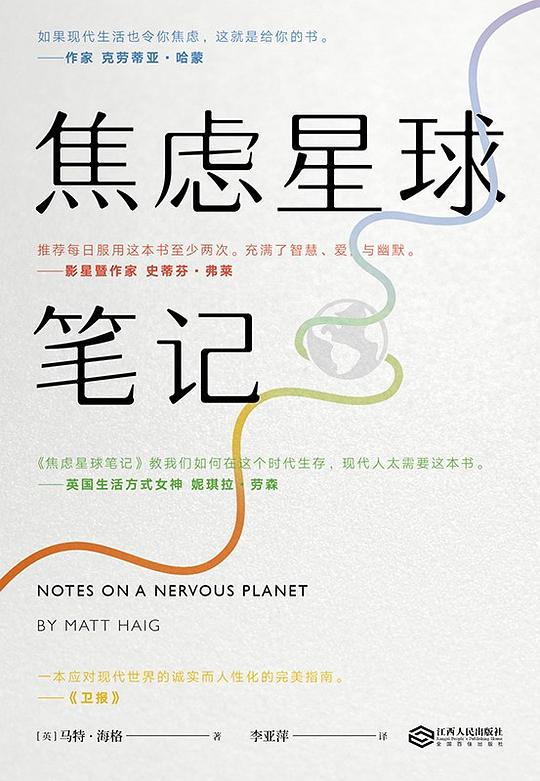 如果现代生活也令你焦虑，这就是给你的书。
——作家 克劳蒂亚·哈蒙
焦虑星球
推荐每日服用这本书至少两次。充满了智慧、爱，与幽默。
——影星暨作家 史蒂芬·弗莱
笔记
《焦虑星球笔记》教我们如何在这个时代生存，现代人太需要这本书。
——英国生活方式女神 妮琪拉·劳森
NOTES ON A NERVOUS PLANET
BY MATT HAIG
一本应对现代世界的诚实而人性化的完美指南。
——《卫报》
[英]马特·海格 —— 著 李亚萍 —— 译
江西人民出版社
Jiangxi People's Publishing House
全国百佳出版社